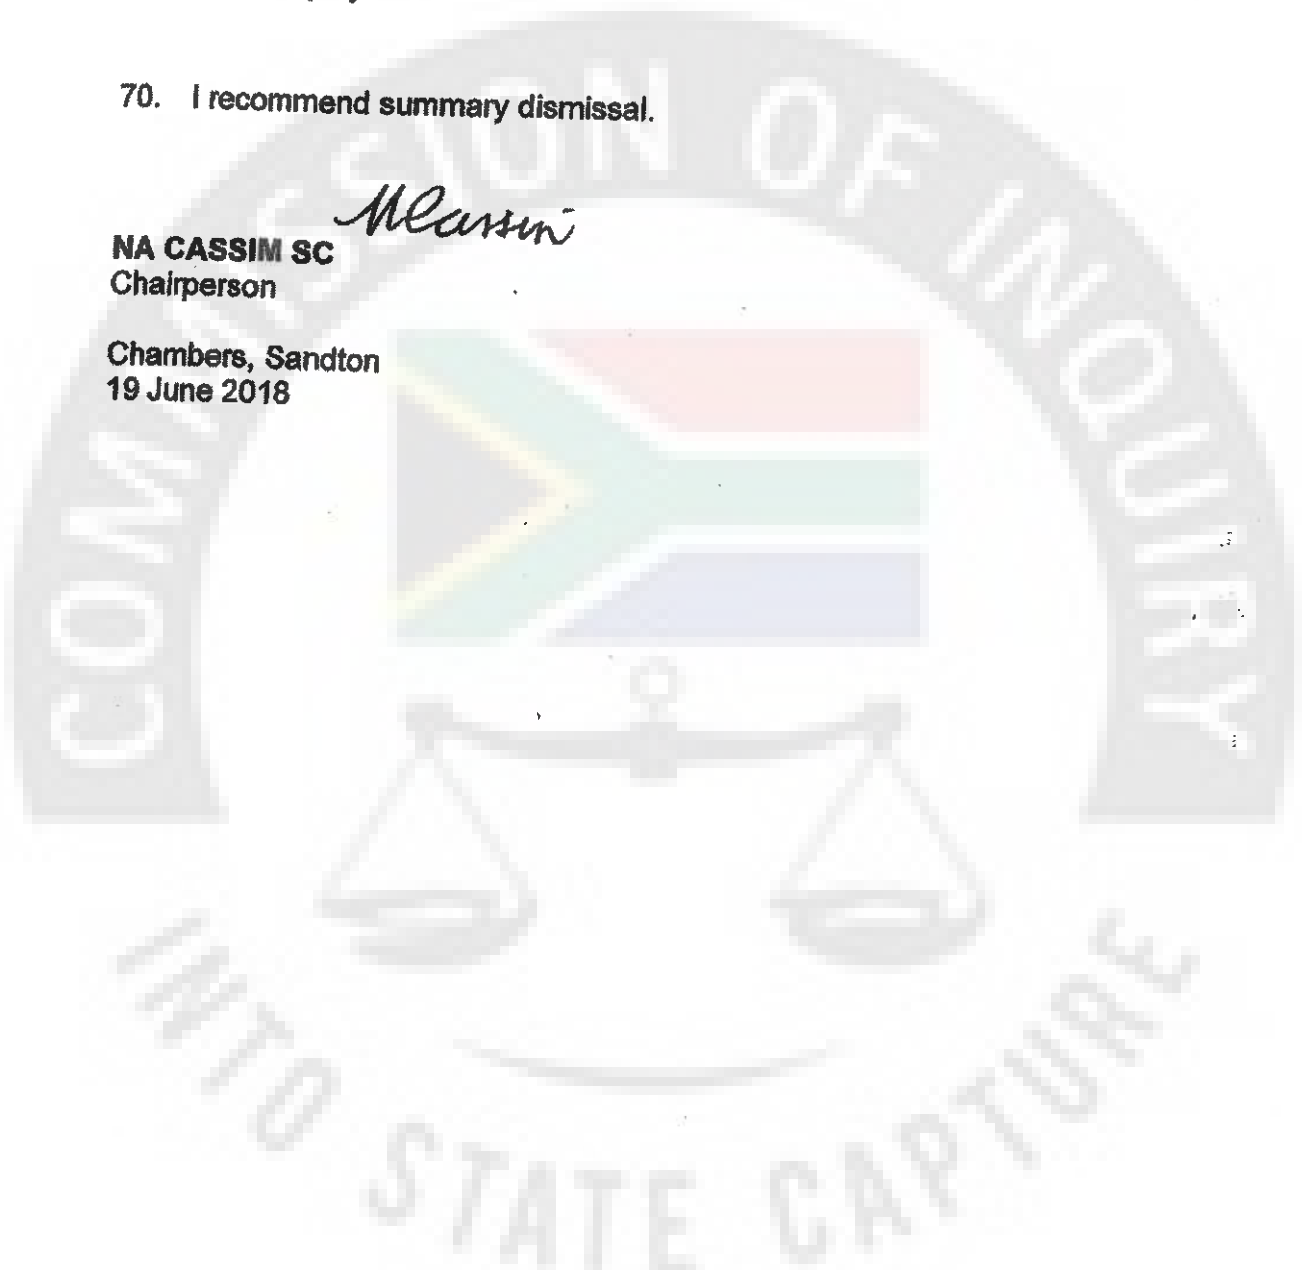 70. I recommend summary dismissal.
NA CASSIM SC
Chairperson
Chambers, Sandton
19 June 2018
COMMISSION OF INQUIRY
INTO STATE CAPTURE